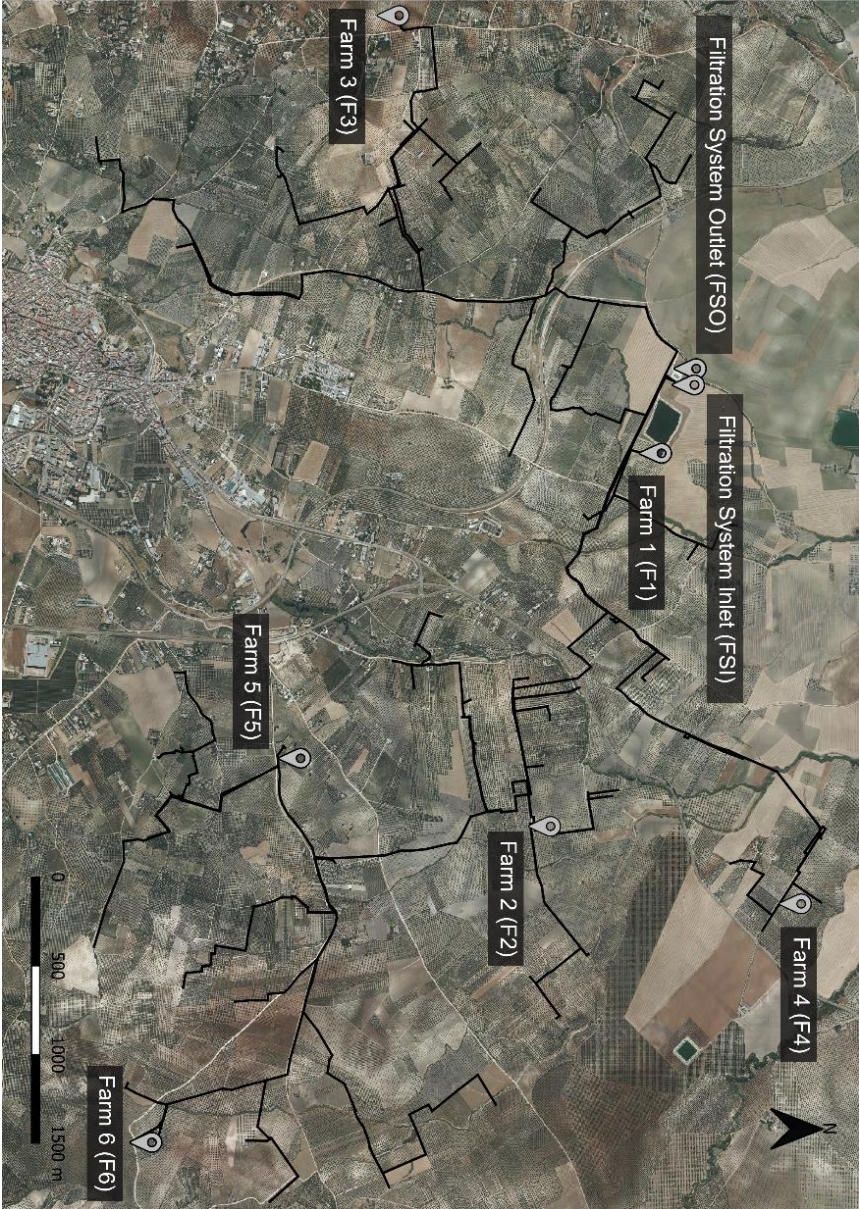 Filtration System Outlet (FSO)
Filtration System Inlet (FSI)
Farm 1 (F1)
Farm 4 (F4)
N
Farm 3 (F3)
Farm 2 (F2)
Farm 5 (F5)
Farm 6 (F6)
0 500 1000 1500 m